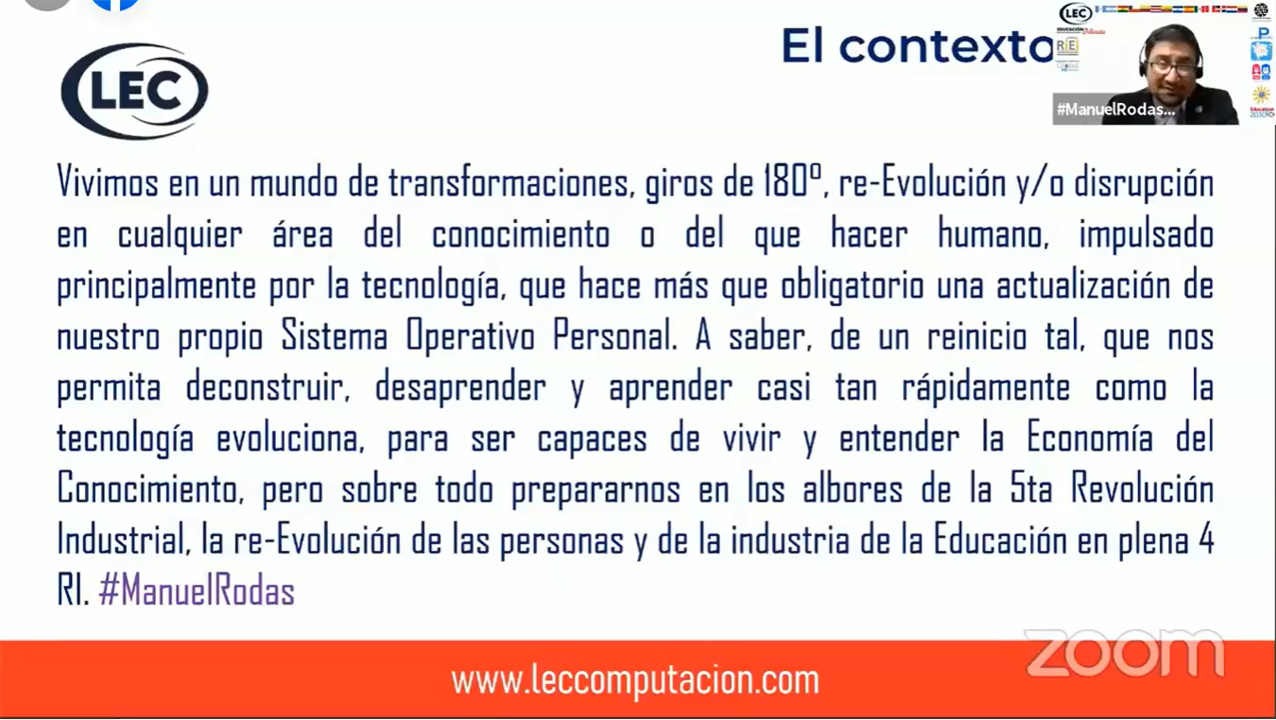 El contexto
LEC
LEC
#ManuelRodas...
Vivimos en un mundo de transformaciones, giros de 180º, re-Evolución y/o disrupción
en cualquier área del conocimiento o del que hacer humano, impulsado
principalmente por la tecnología, que hace más que obligatorio una actualización de
nuestro propio Sistema Operativo Personal. A saber, de un reinicio tal, que nos
permita deconstruir, desaprender y aprender casi tan rápidamente como la
tecnología evoluciona, para ser capaces de vivir y entender la Economía del
Conocimiento, pero sobre todo prepararnos en los albores de la 5ta Revolución
Industrial, la re-Evolución de las personas y de la industria de la Educación en plena 4
RI. #ManuelRodas
zoom
www.leccomputacion.com